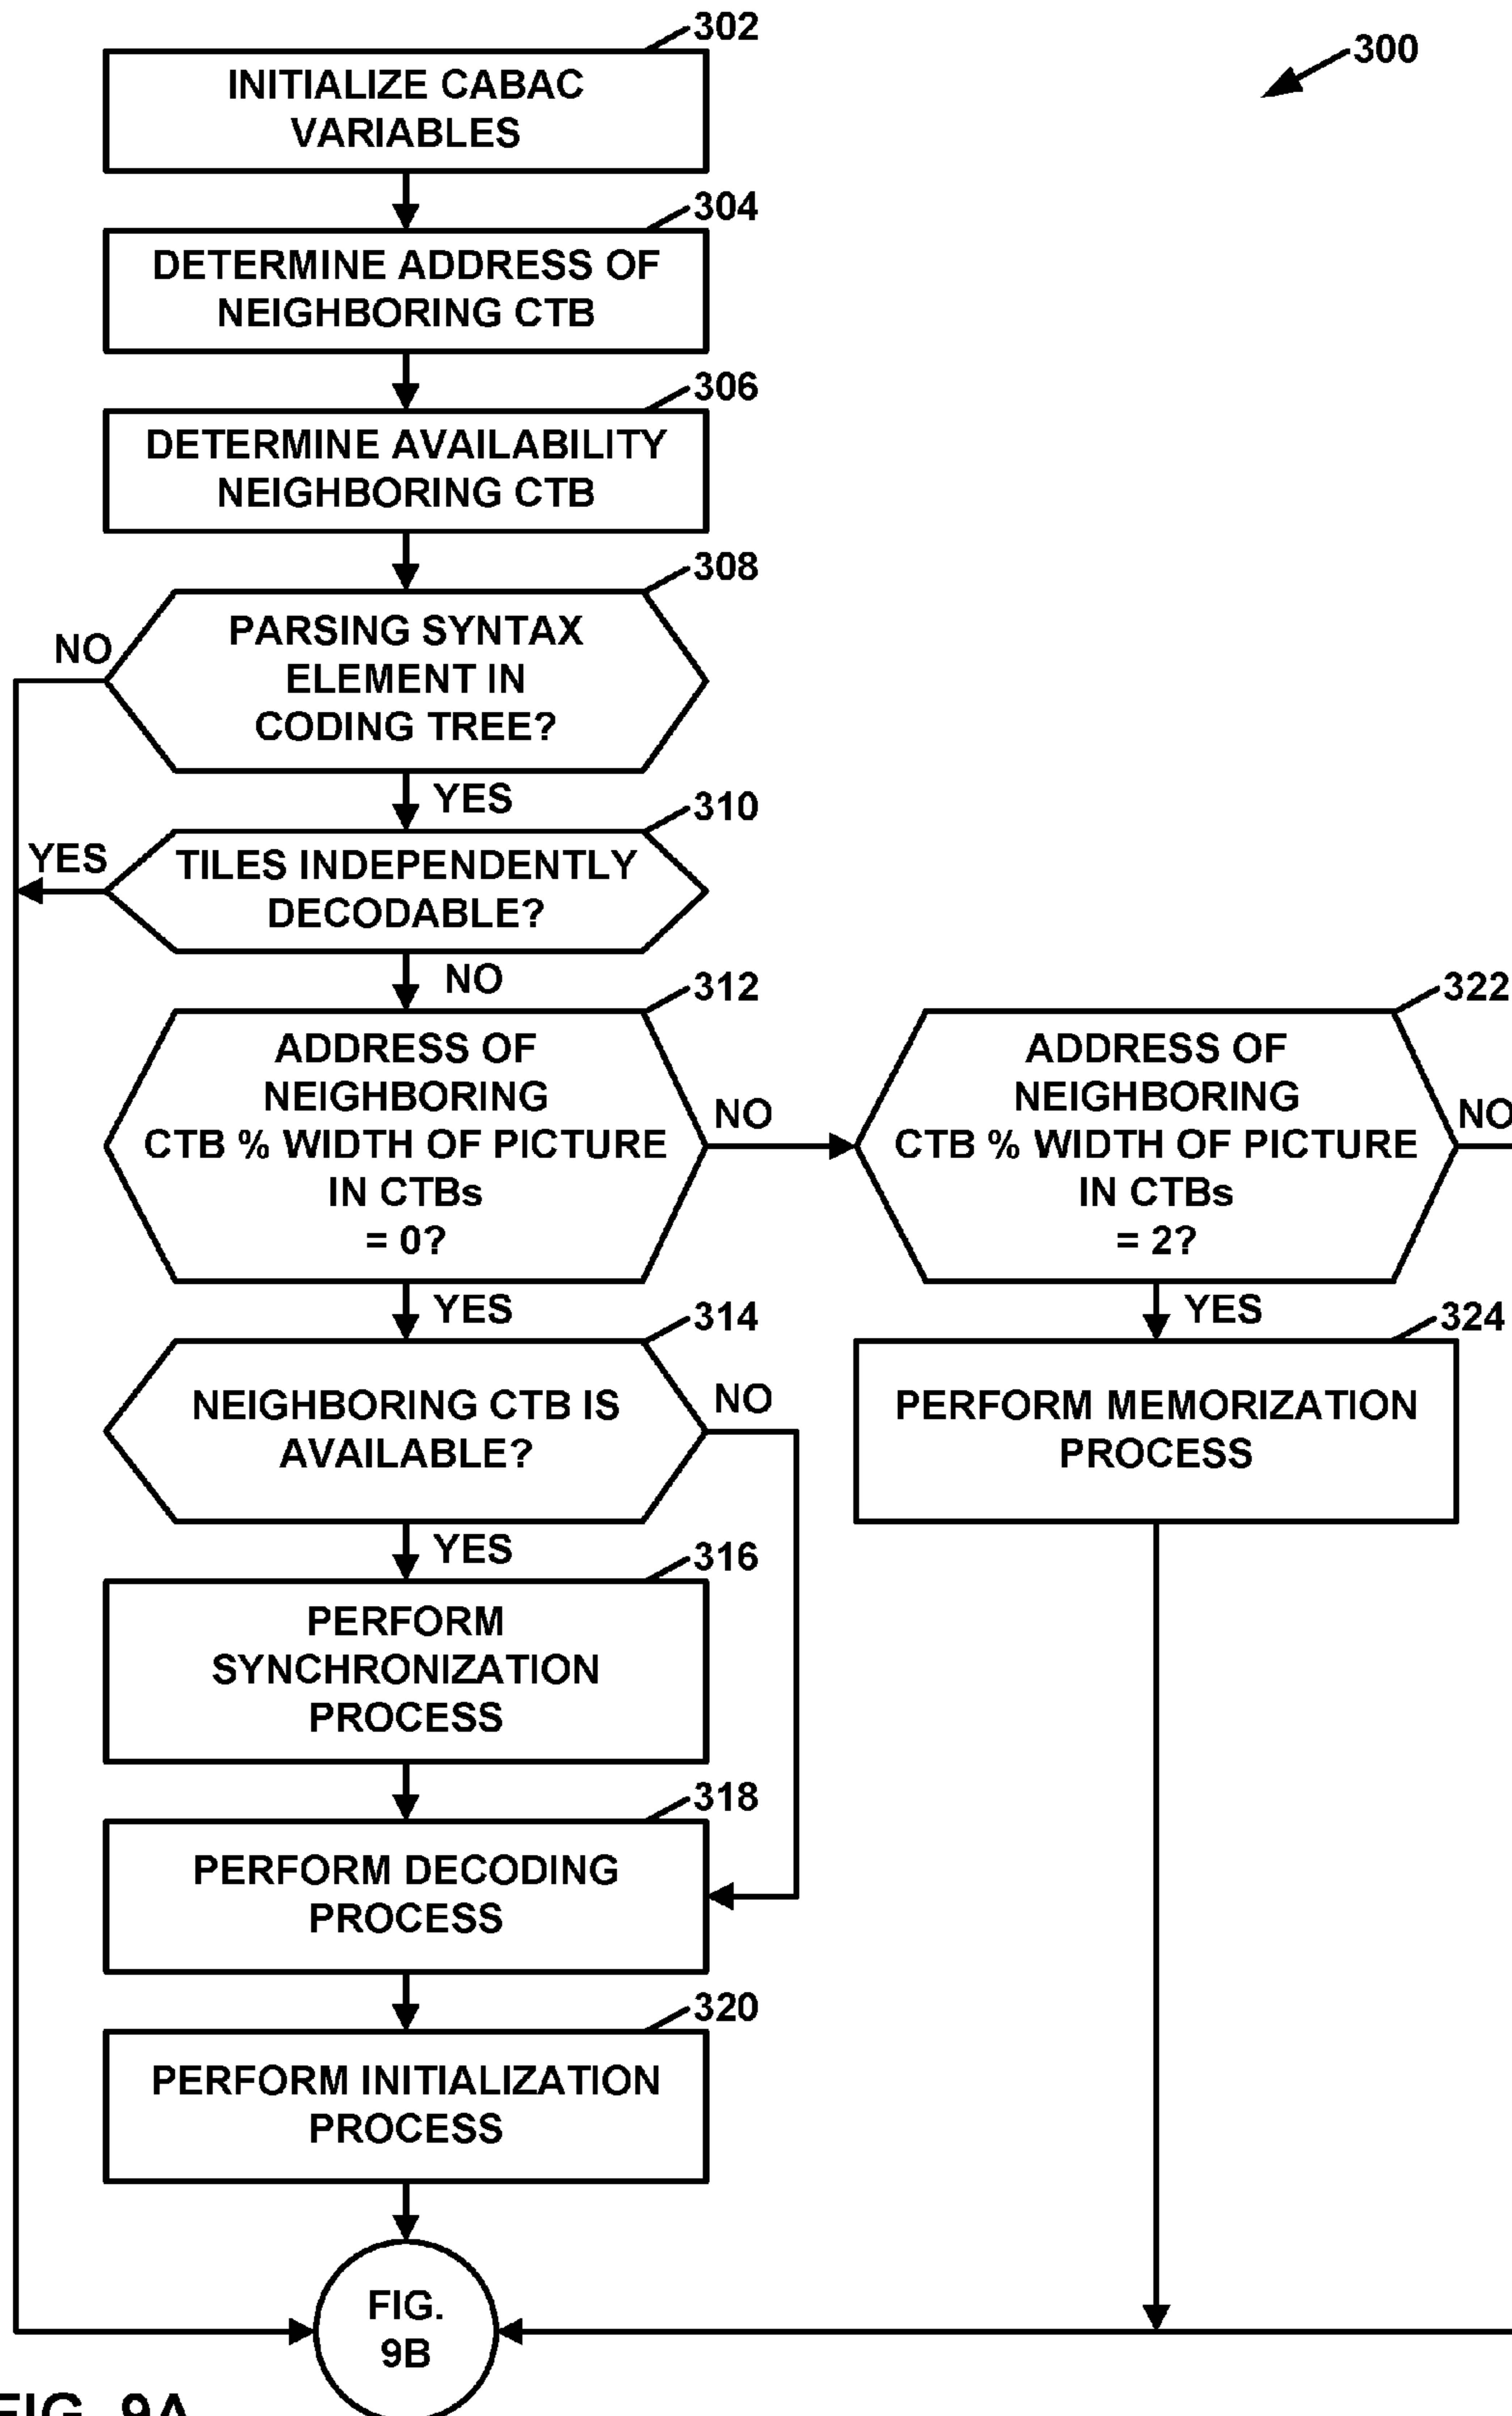 302
300
INITIALIZE CABAC
VARIABLES
304
DETERMINE ADDRESS OF
NEIGHBORING CTB
306
DETERMINE AVAILABILITY
NEIGHBORING CTB
308
NO
PARSING SYNTAX
ELEMENT IN
CODING TREE?
YES
310
YES
TILES INDEPENDENTLY
DECODABLE?
NO
312
322
ADDRESS OF
NEIGHBORING
CTB % WIDTH OF PICTURE
IN CTBs
= 0?
NO
ADDRESS OF
NEIGHBORING
CTB % WIDTH OF PICTURE
IN CTBs
= 2?
NO
YES
314
YES
324
NEIGHBORING CTB IS
AVAILABLE?
NO
PERFORM MEMORIZATION
PROCESS
YES
316
PERFORM
SYNCHRONIZATION
PROCESS
318
PERFORM DECODING
PROCESS
320
PERFORM INITIALIZATION
PROCESS
FIG.
9B
FIG. 9A